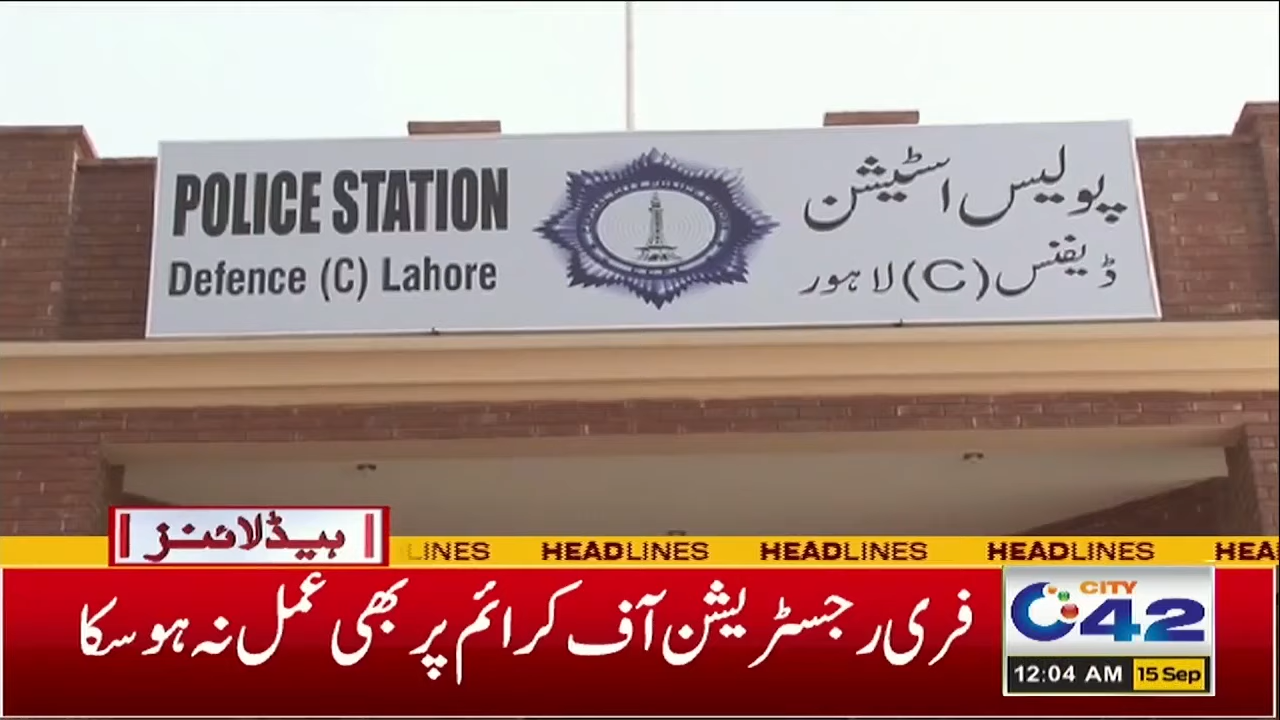 POLICE STATION
Defence (C) Lahore
پولیس اسٹیشن
ڈیفنس (C) لاہور
ہیڈلائنز
LINES HEADLINES HEADLINES HEADLINES HEA
فری رجسٹریشن آف کرائم پر بھی عمل نہ ہوسکا
CITY
42
12:04 AM 15 Sep